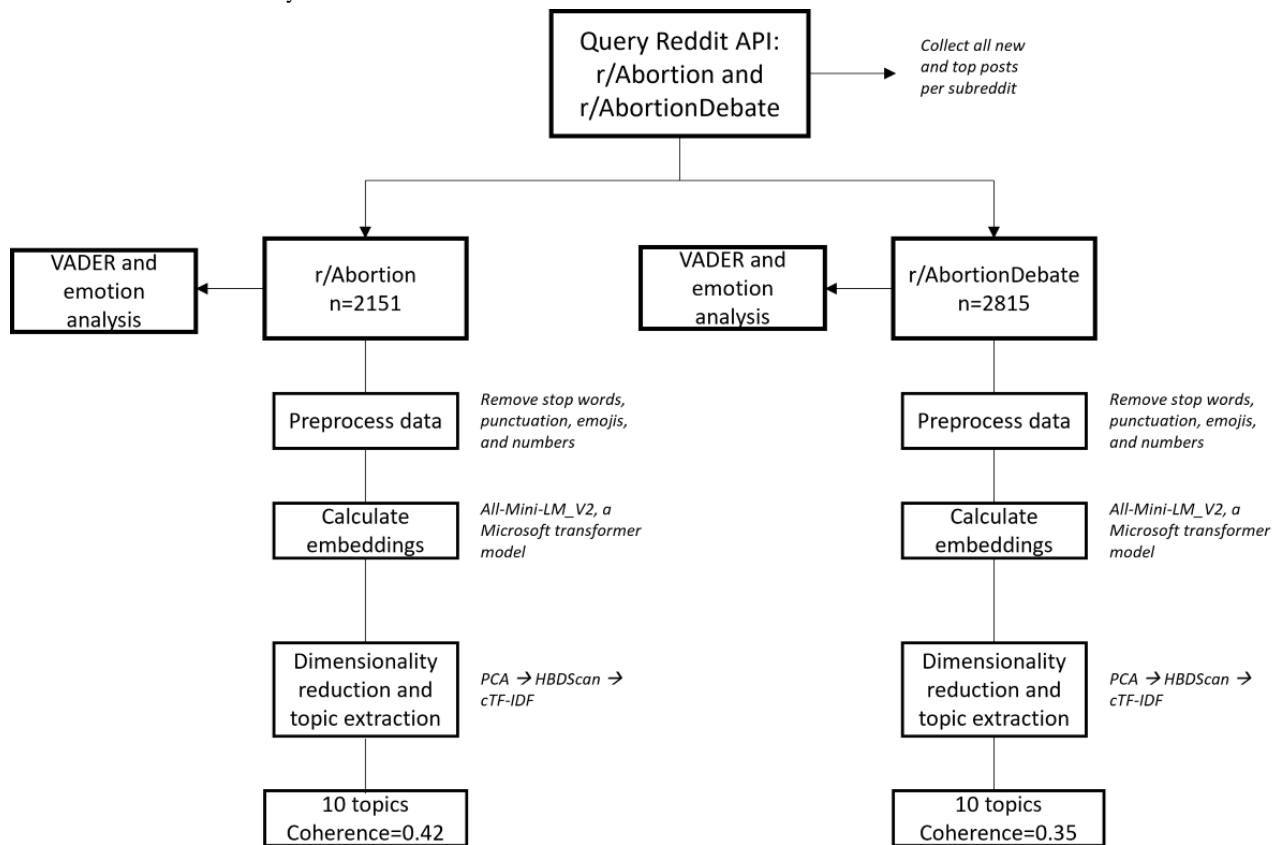 Query Reddit API:
r/Abortion and
r/AbortionDebate
Collect all new
and top posts
per subreddit
VADER and
emotion
analysis
r/Abortion
n=2151
VADER and
emotion
analysis
r/AbortionDebate
n=2815
Preprocess data
Remove stop words,
punctuation, emojis,
and numbers
Preprocess data
Remove stop words,
punctuation, emojis,
and numbers
Calculate
embeddings
All-Mini-LM_V2, a
Microsoft transformer
model
Calculate
embeddings
All-Mini-LM_V2, a
Microsoft transformer
model
Dimensionality
reduction and
topic extraction
PCA → HBDScan →
cTF-IDF
Dimensionality
reduction and
topic extraction
PCA → HBDScan →
cTF-IDF
10 topics
Coherence=0.42
10 topics
Coherence=0.35